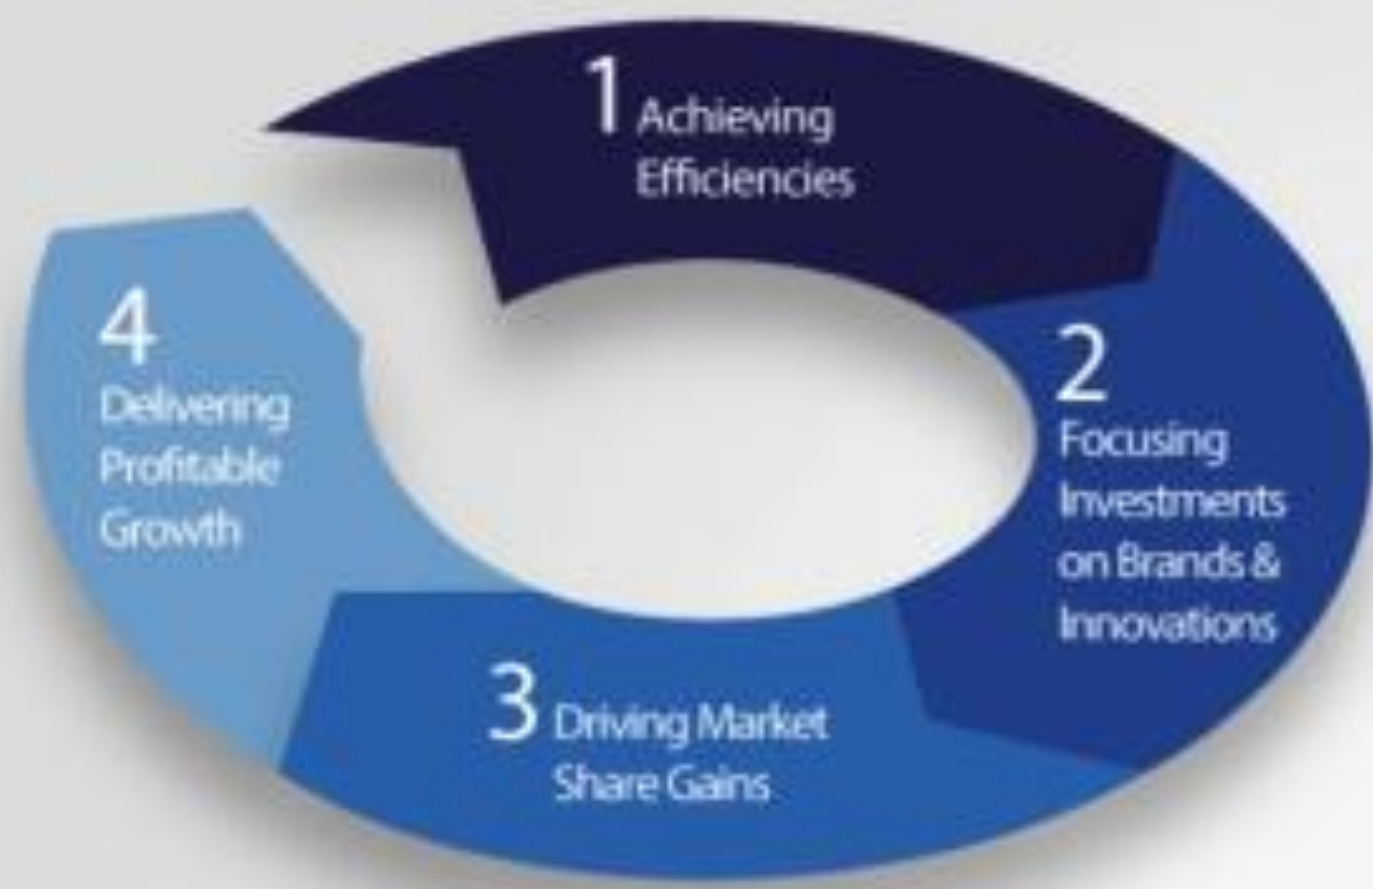 1 Achieving
Efficiencies
2
Focusing
Investments
on Brands &
Innovations
3 Driving Market
Share Gains
4
Delivering
Profitable
Growth